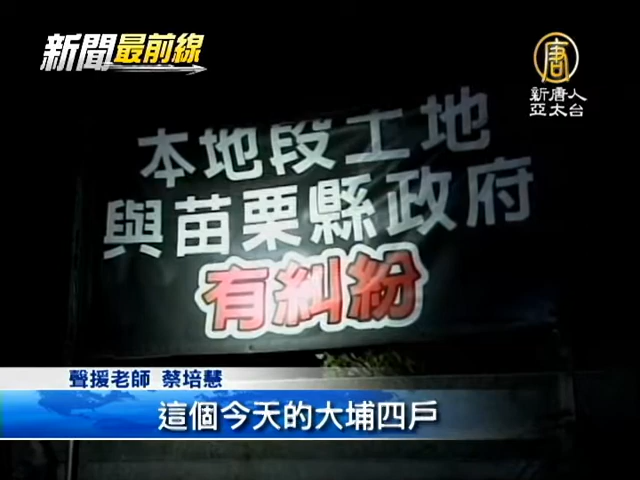 新聞最前線
唐
新唐人
亞太台
本地段土地
與苗栗縣政府
有糾紛
聲援老師 蔡培慧
這個今天的大埔四戶